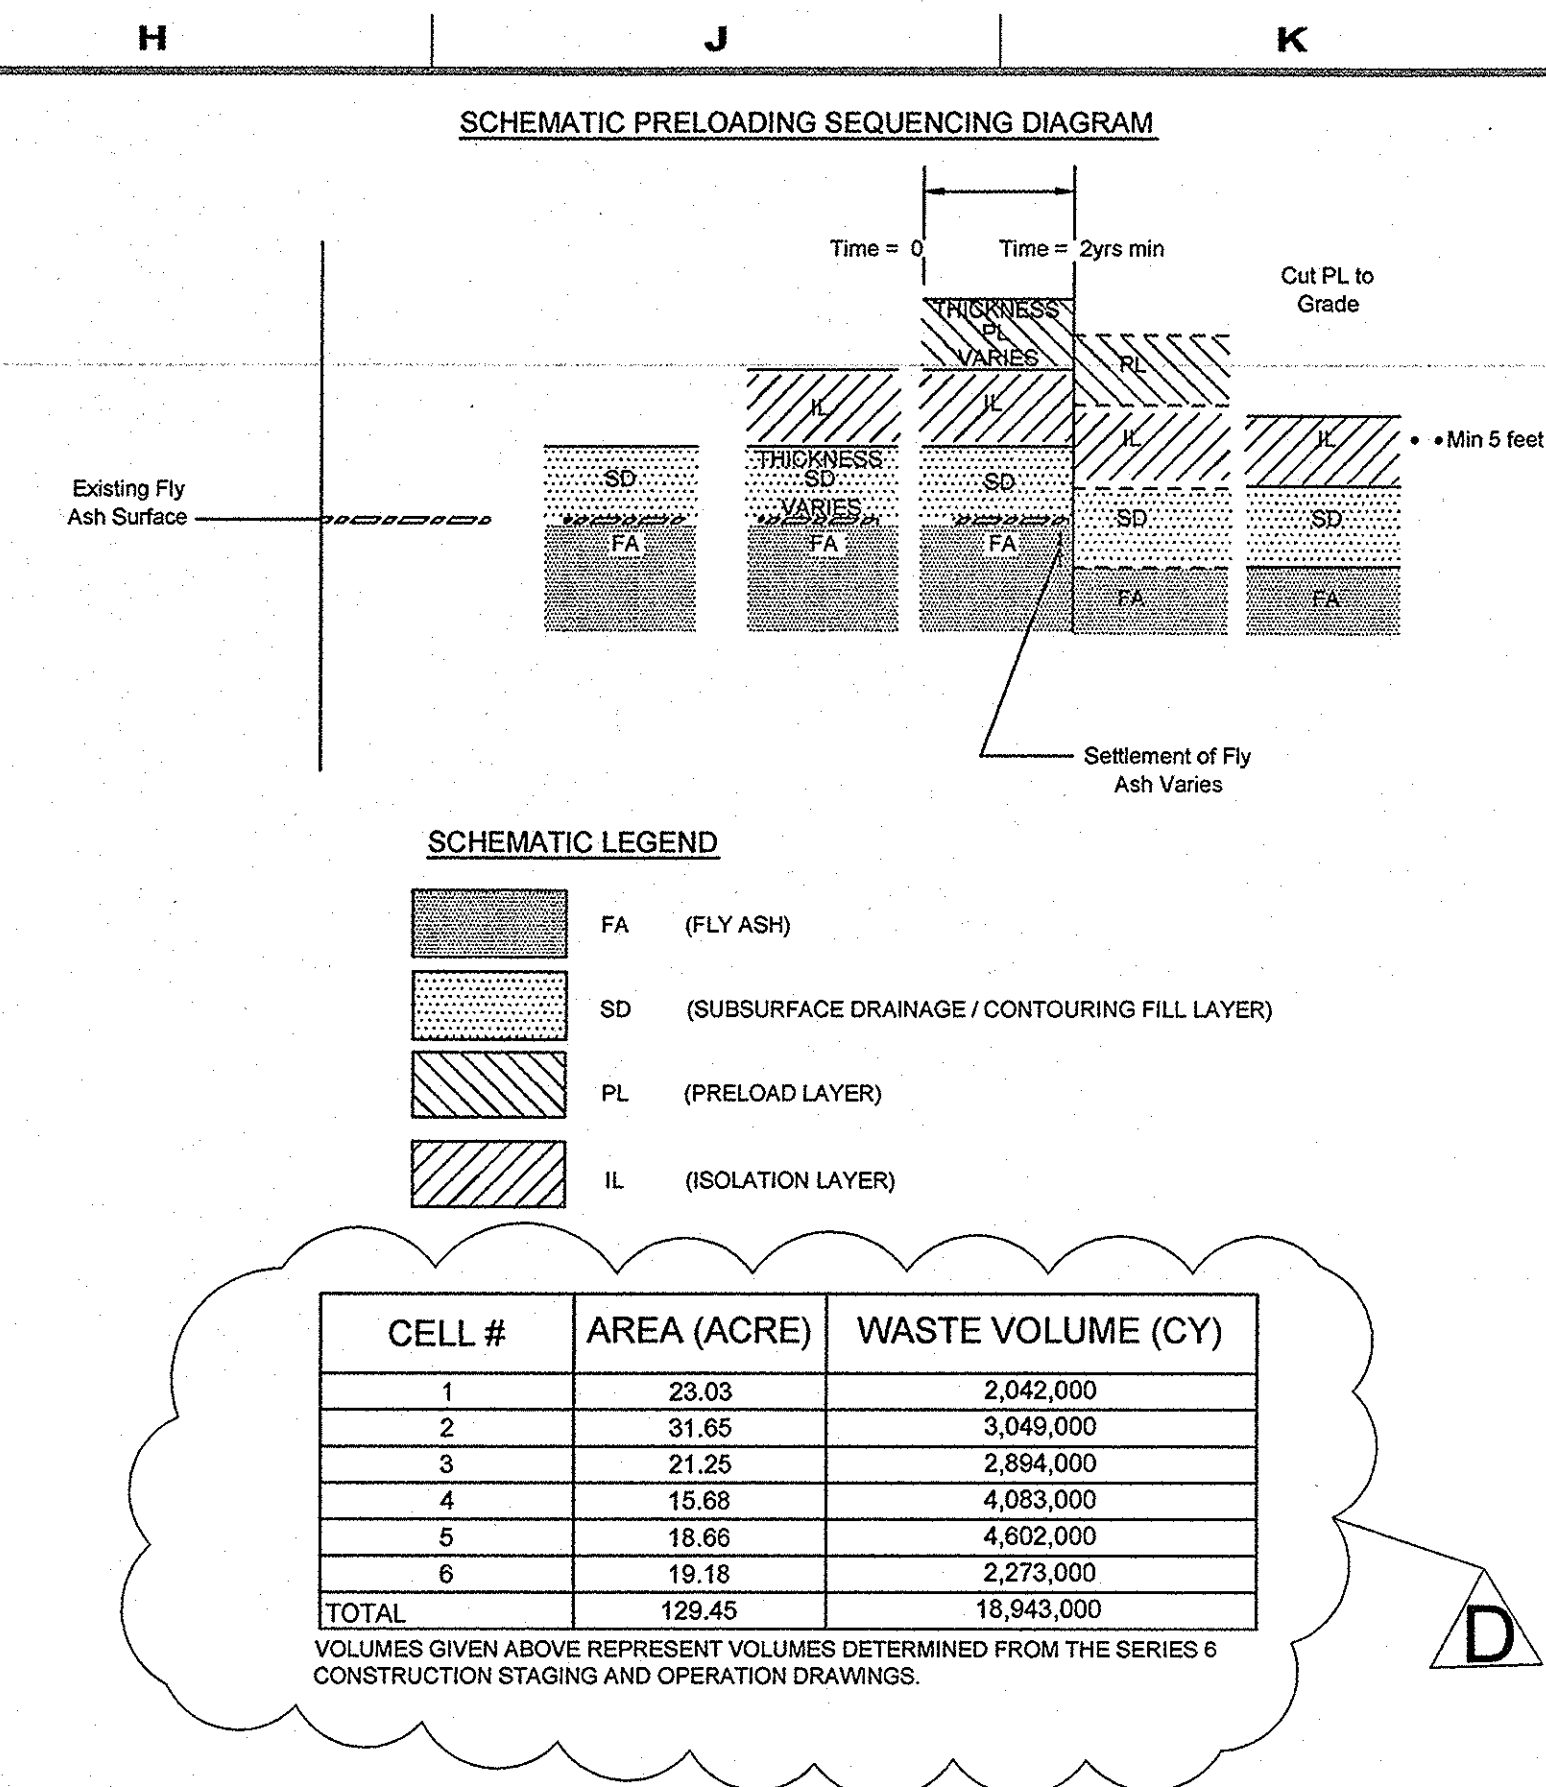 H J K
SCHEMATIC PRELOADING SEQUENCING DIAGRAM
Time = 0
Time = 2yrs min
Cut PL to
Grade
THICKNESS
PL
VARIES
PL
IL
IL
IL
IL
Min 5 feet
SD
THICKNESS
SD
VARIES
SD
SD
SD
Existing Fly
Ash Surface
FA
FA
FA
FA
FA
Settlement of Fly
Ash Varies
SCHEMATIC LEGEND
FA (FLY ASH)
SD (SUBSURFACE DRAINAGE / CONTOURING FILL LAYER)
PL (PRELOAD LAYER)
IL (ISOLATION LAYER)
CELL # AREA (ACRE) WASTE VOLUME (CY)
1 23.03 2,042,000
2 31.65 3,049,000
3 21.25 2,894,000
4 15.68 4,083,000
5 18.66 4,602,000
6 19.18 2,273,000
TOTAL 129.45 18,943,000
VOLUMES GIVEN ABOVE REPRESENT VOLUMES DETERMINED FROM THE SERIES 6
CONSTRUCTION STAGING AND OPERATION DRAWINGS.
D